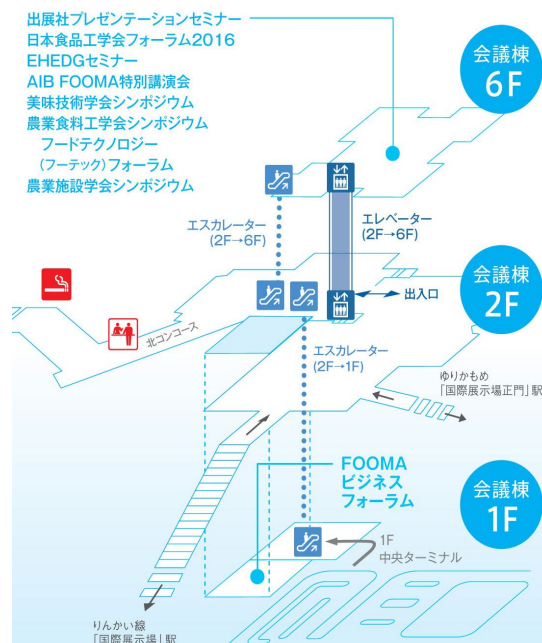 出展社プレゼンテーションセミナー
日本食品工学会フォーラム2016
EHEDGセミナー
AIB FOOMA特別講演会
美味技術学会シンポジウム
農業食料工学会シンポジウム
フードテクノロジー
(フーテック)フォーラム
農業施設学会シンポジウム
会議棟
6F
エスカレーター
(2F→6F)
エレベーター
(2F→6F)
出入口
会議棟
2F
北コンコース
エスカレーター
(2F→1F)
ゆりかもめ
「国際展示場正門」駅
FOOMA
ビジネス
フォーラム
会議棟
1F
1F
中央ターミナル
りんかい線
「国際展示場」駅